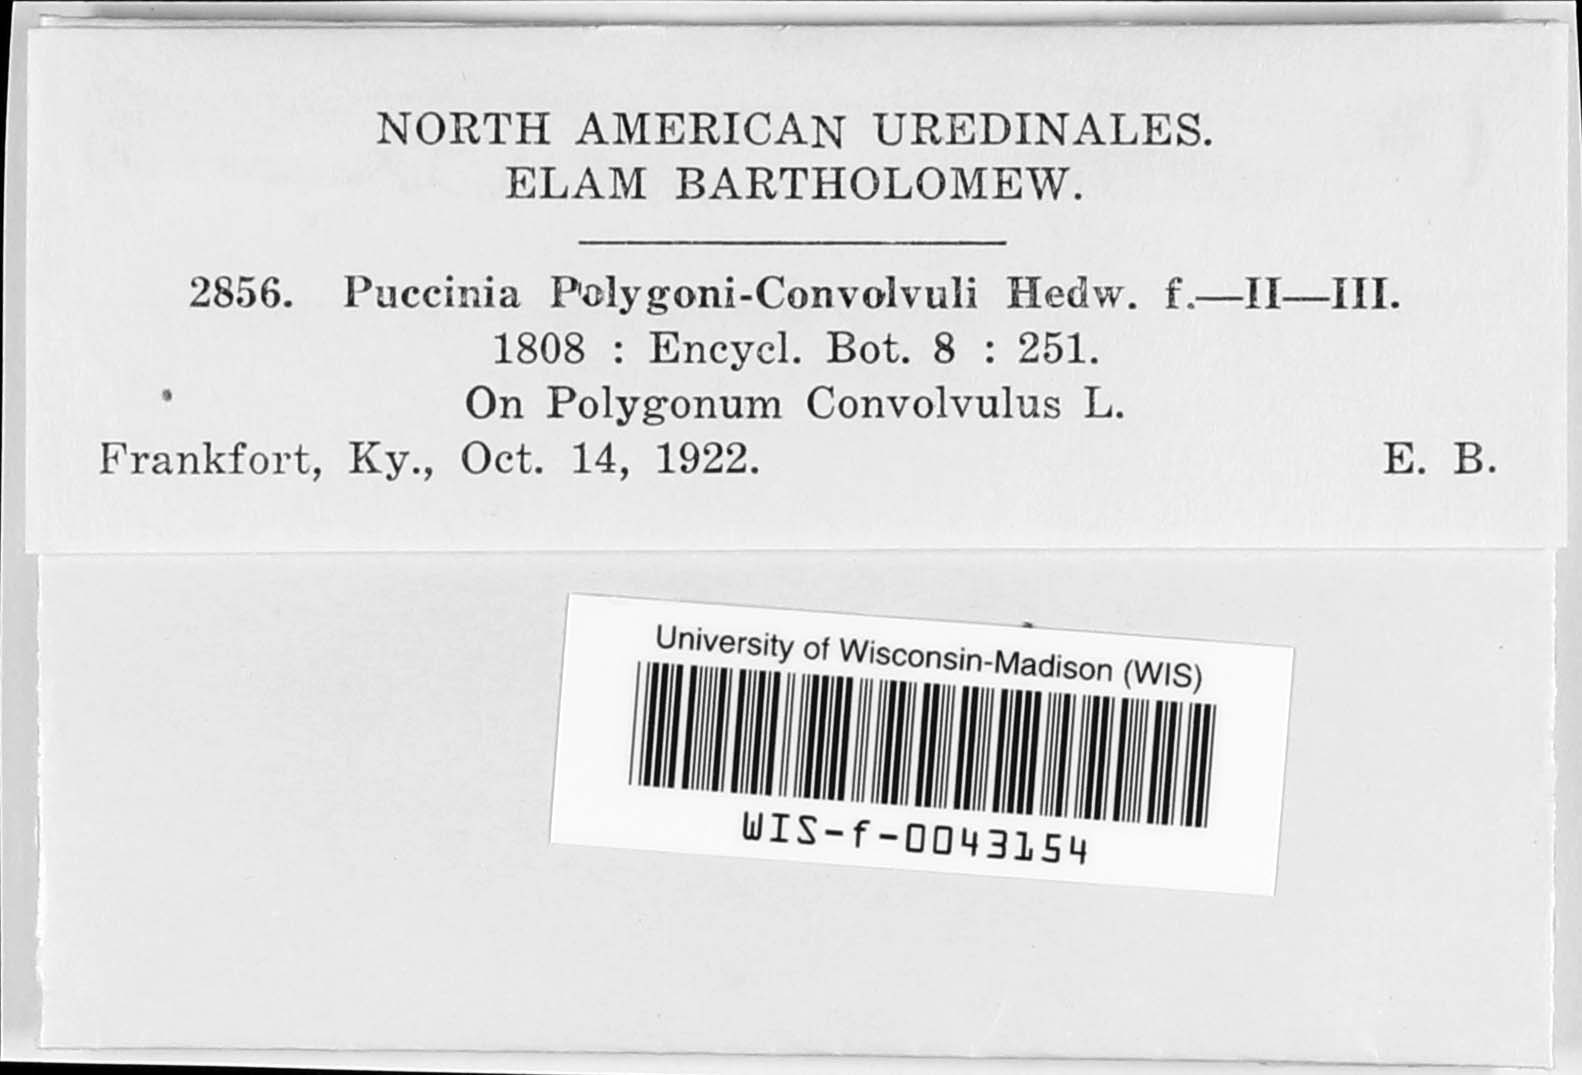 NORTH AMERICAN UREDINALES.
ELAM BARTHOLOMEW.
2856. Puccinia Polygoni-Convolvuli Hedw. f.—II—III.
1808 : Encycl. Bot. 8 : 251.
On Polygonum Convolvulus L.
Frankfort, Ky., Oct. 14, 1922. E. B.
University of Wisconsin-Madison (WIS)
WIS-f-0043154